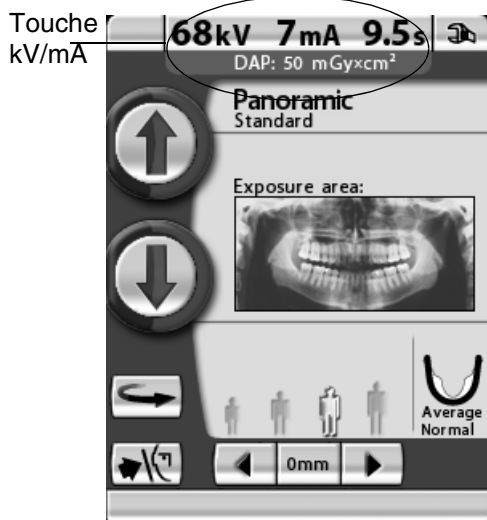 Touche
kV/mA
68kV 7mA 9.5s
DAP: 50 mGy×cm²
Panoramic
Standard
Exposure area:
Average
Normal
0mm